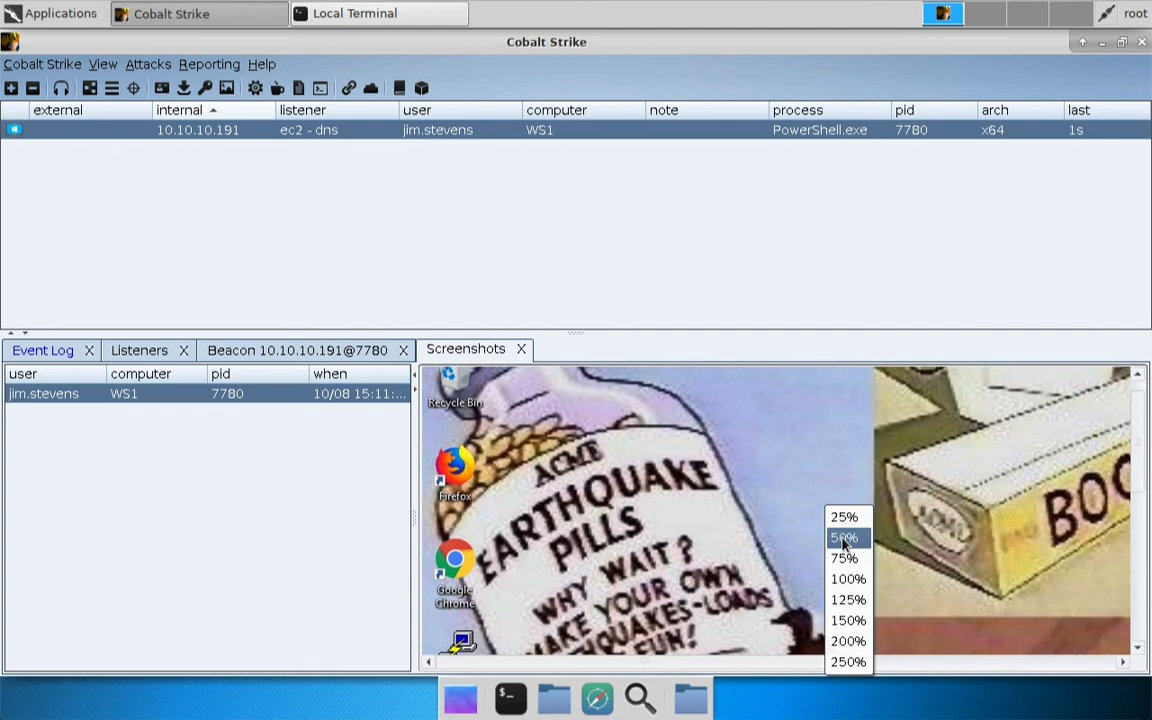 Applications
Cobalt Strike
Local Terminal
root
Cobalt Strike
Cobalt Strike View Attacks Reporting Help
external internal listener user computer note process pid arch last
10.10.10.191 ec2 - dns jim.stevens WS1 PowerShell.exe 7780 x64 1s
Event Log X Listeners X Beacon 10.10.10.191@7780 X Screenshots X
user computer pid when
jim.stevens WS1 7780 10/08 15:11:...
Recycle Bin
Firefox
Google
Chrome
ACME
EARTHQUAKE
PILLS
WHY WAIT?
MAKE YOUR OWN
THQUAKES-LOADS
FUN!
ACME
BOO
25%
50%
75%
100%
125%
150%
200%
250%